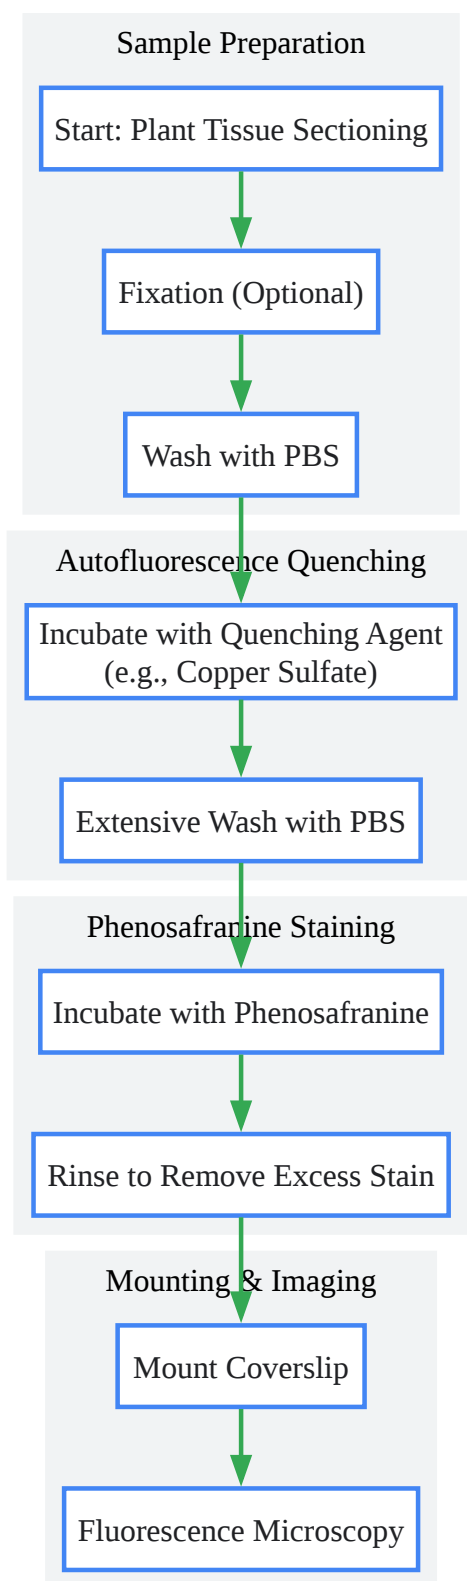 Sample Preparation
Start: Plant Tissue Sectioning
Fixation (Optional)
Wash with PBS
Autofluorescence Quenching
Incubate with Quenching Agent
(e.g., Copper Sulfate)
Extensive Wash with PBS
Phenosafranine Staining
Incubate with Phenosafranine
Rinse to Remove Excess Stain
Mounting & Imaging
Mount Coverslip
Fluorescence Microscopy